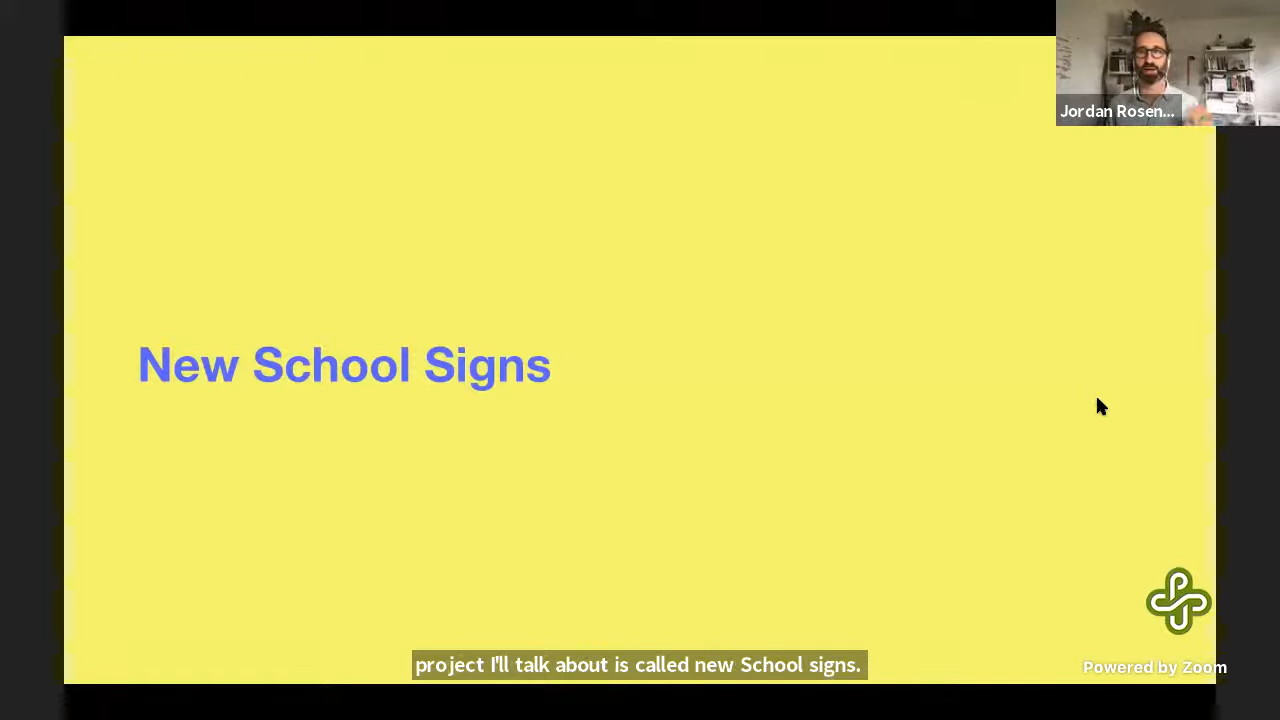 Jordan Rosen...
New School Signs
project I'll talk about is called new School signs.
Powered by Zoom